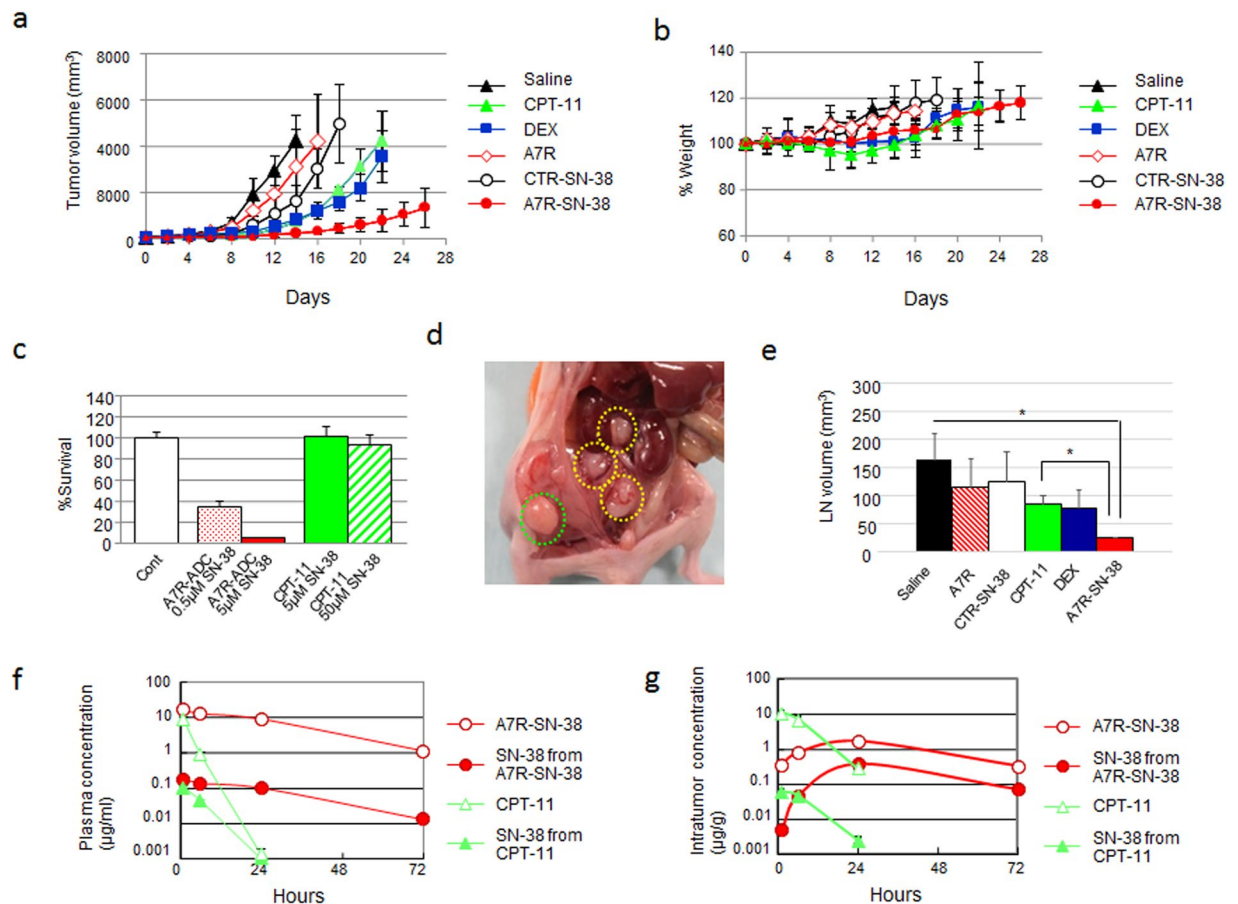 a
Tumor volume (mm³)
8000
6000
4000
8000
0
0 4 8 12 16 20 24 28
Days
Saline
CPT-11
DEX
A7R
CTR-SN-38
A7R-SN-38
b
% Weight
140
120
100
80
60
0 4 8 12 16 20 24 28
Days
Saline
CPT-11
DEX
A7R
CTR-SN-38
A7R-SN-38
c
%Survival
140
120
100
80
60
40
20
0
Cont
A7R-ADC
0.5µM SN-38
A7R-ADC
5µM SN-38
CPT-11
5µM SN-38
CPT-11
50µM SN-38
d
e
LN volume (mm³)
300
250
200
150
100
50
0
*
*
Saline
A7R
CTR-SN-38
CPT-11
DEX
A7R-SN-38
f
Plasma concentration
(µg/ml)
100
10
1
0.1
0.01
0.001
0 24 48 72
Hours
A7R-SN-38
SN-38 from
A7R-SN-38
CPT-11
SN-38 from
CPT-11
g
Intratumor concentration
(µg/g)
100
10
1
0.1
0.01
0.001
0 24 48 72
Hours
A7R-SN-38
SN-38 from
A7R-SN-38
CPT-11
SN-38 from
CPT-11